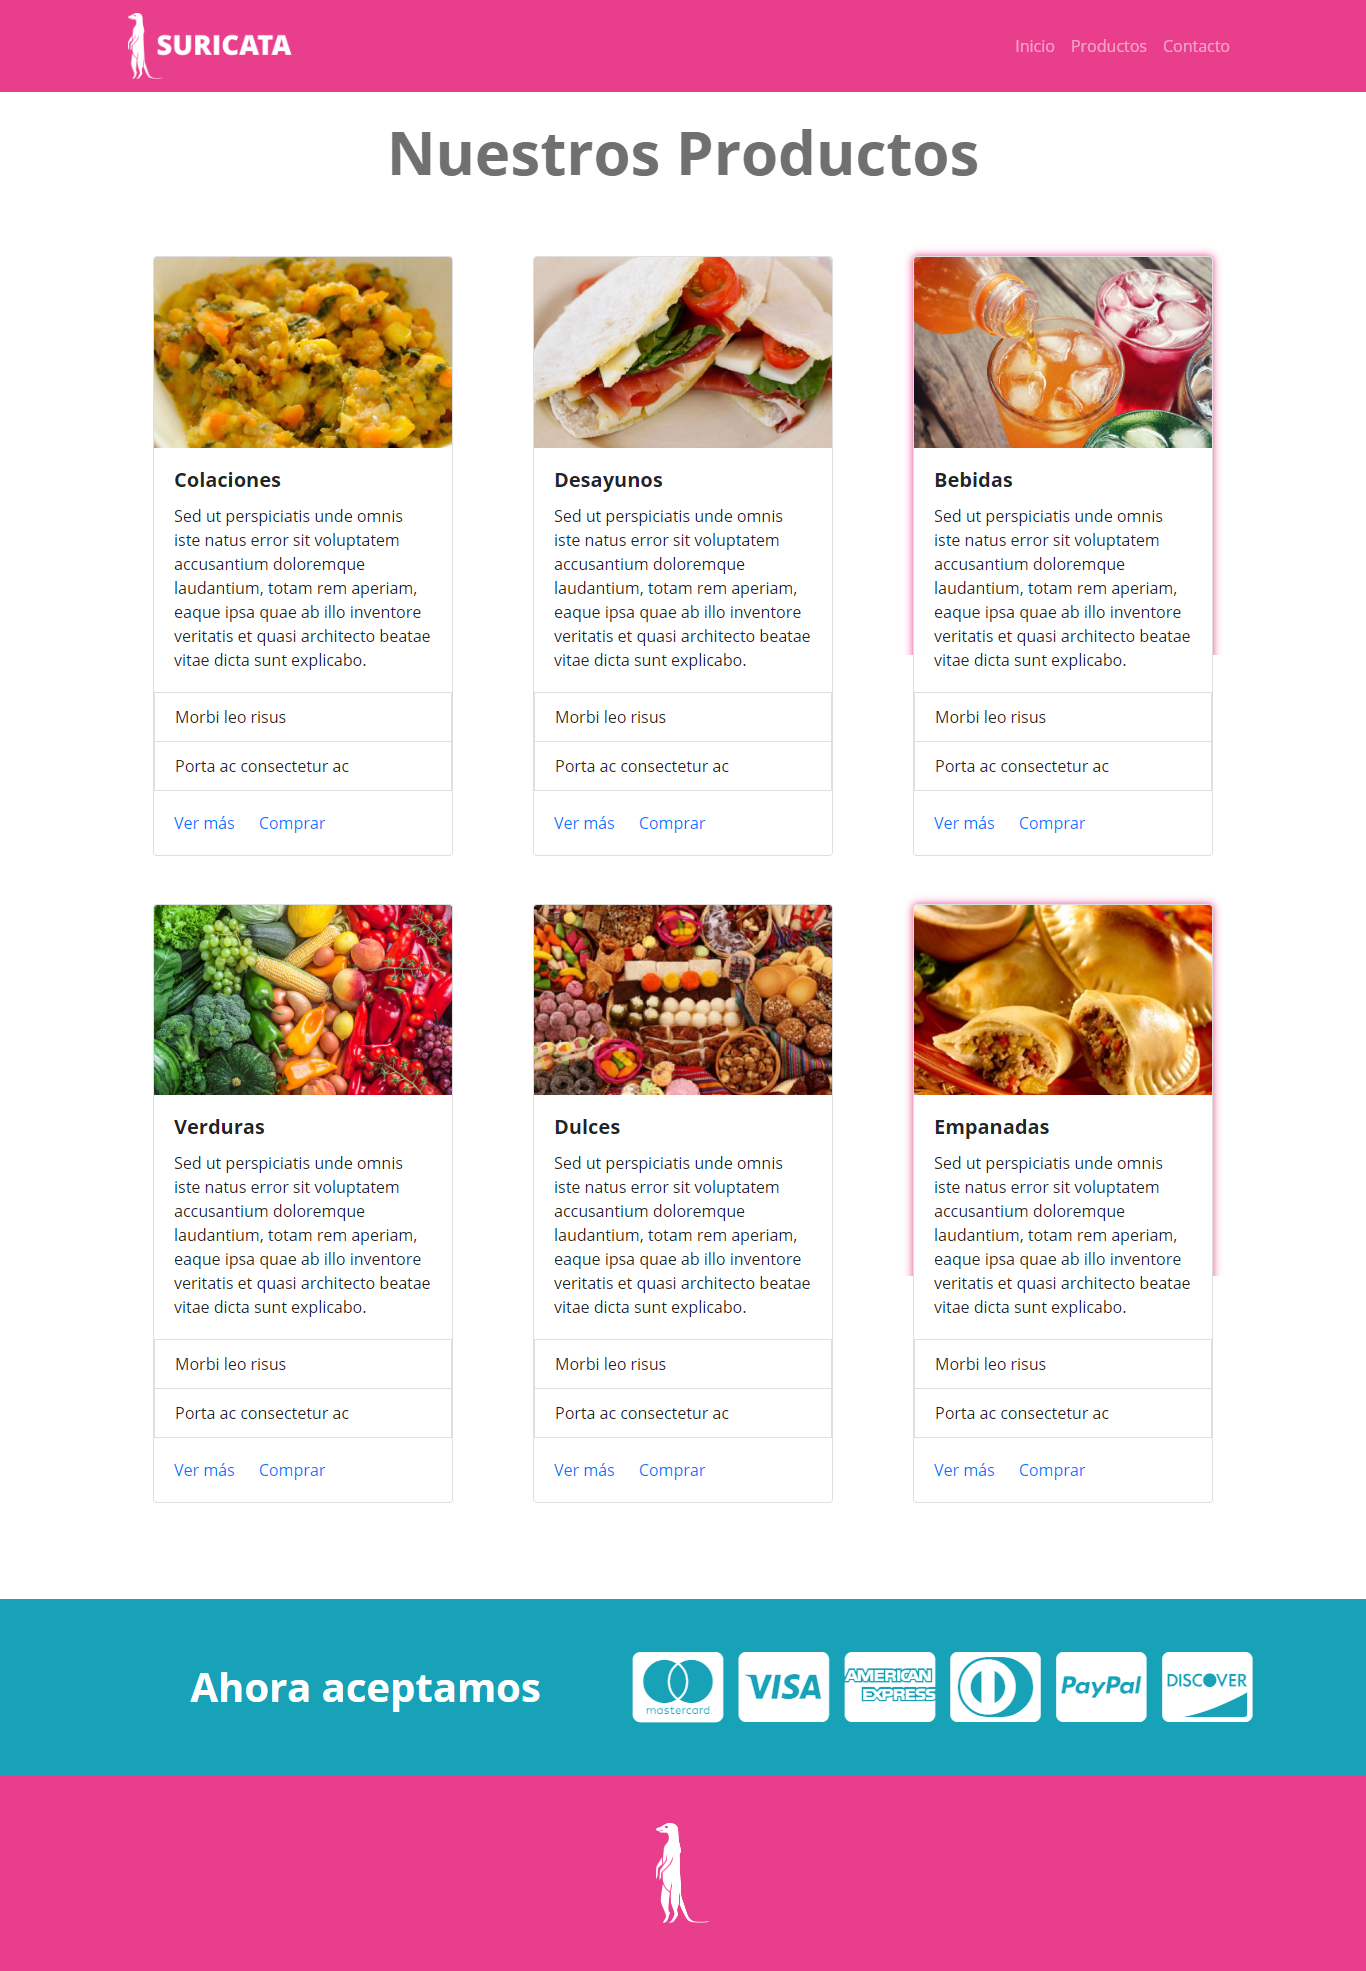 SURICATA
Inicio Productos Contacto
Nuestros Productos
Colaciones
Sed ut perspiciatis unde omnis
iste natus error sit voluptatem
accusantium doloremque
laudantium, totam rem aperiam,
eaque ipsa quae ab illo inventore
veritatis et quasi architecto beatae
vitae dicta sunt explicabo.
Morbi leo risus
Porta ac consectetur ac
Ver más Comprar
Desayunos
Sed ut perspiciatis unde omnis
iste natus error sit voluptatem
accusantium doloremque
laudantium, totam rem aperiam,
eaque ipsa quae ab illo inventore
veritatis et quasi architecto beatae
vitae dicta sunt explicabo.
Morbi leo risus
Porta ac consectetur ac
Ver más Comprar
Bebidas
Sed ut perspiciatis unde omnis
iste natus error sit voluptatem
accusantium doloremque
laudantium, totam rem aperiam,
eaque ipsa quae ab illo inventore
veritatis et quasi architecto beatae
vitae dicta sunt explicabo.
Morbi leo risus
Porta ac consectetur ac
Ver más Comprar
Verduras
Sed ut perspiciatis unde omnis
iste natus error sit voluptatem
accusantium doloremque
laudantium, totam rem aperiam,
eaque ipsa quae ab illo inventore
veritatis et quasi architecto beatae
vitae dicta sunt explicabo.
Morbi leo risus
Porta ac consectetur ac
Ver más Comprar
Dulces
Sed ut perspiciatis unde omnis
iste natus error sit voluptatem
accusantium doloremque
laudantium, totam rem aperiam,
eaque ipsa quae ab illo inventore
veritatis et quasi architecto beatae
vitae dicta sunt explicabo.
Morbi leo risus
Porta ac consectetur ac
Ver más Comprar
Empanadas
Sed ut perspiciatis unde omnis
iste natus error sit voluptatem
accusantium doloremque
laudantium, totam rem aperiam,
eaque ipsa quae ab illo inventore
veritatis et quasi architecto beatae
vitae dicta sunt explicabo.
Morbi leo risus
Porta ac consectetur ac
Ver más Comprar
Ahora aceptamos
mastercard
VISA
AMERICAN
EXPRESS
PayPal
DISCOVER